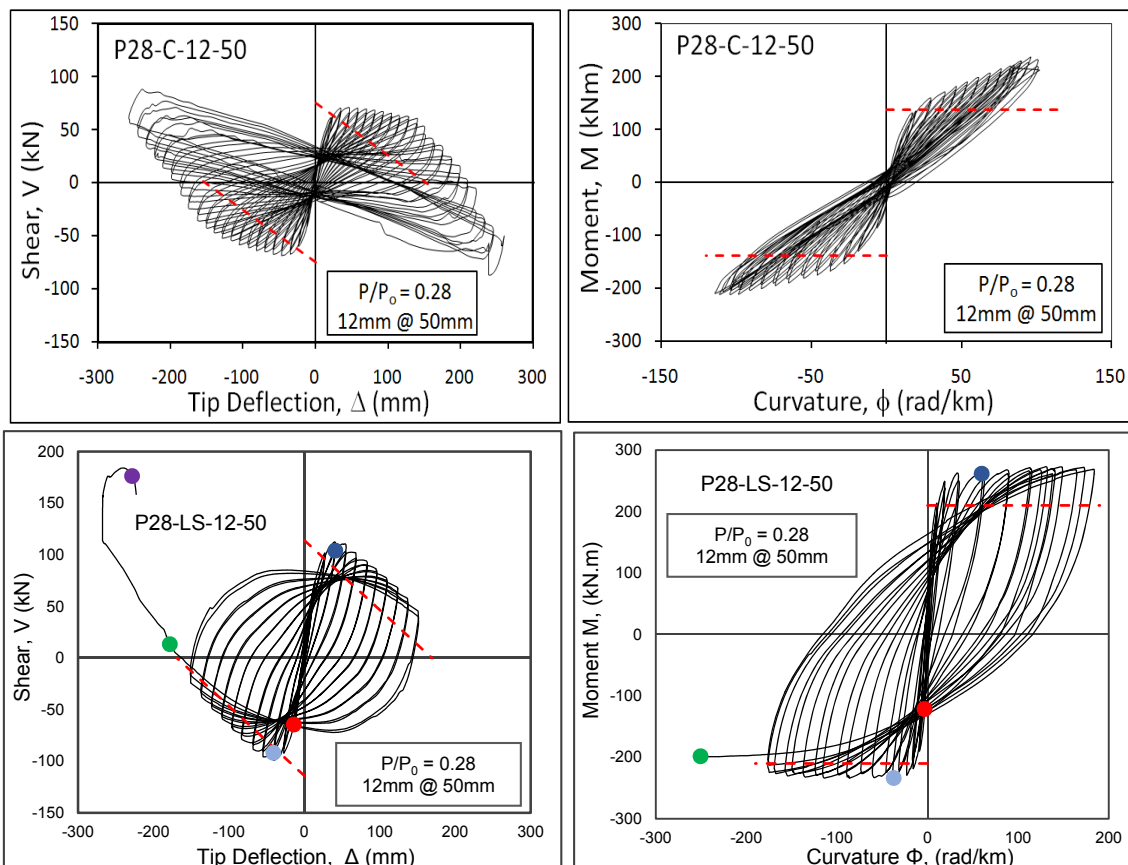 P28-C-12-50
Shear, V (kN)
150
100
50
0
-50
-100
-150
P/Pₒ = 0.28
12mm @ 50mm
-300 -200 -100 0 100 200 300
Tip Deflection, Δ (mm)
P28-C-12-50
Moment, M (kNm)
300
200
100
0
-100
-200
-300
P/Pₒ = 0.28
12mm @ 50mm
-150 -50 50 150
Curvature, ϕ (rad/km)
P28-LS-12-50
Shear, V (kN)
200
150
100
50
0
-50
-100
-150
P/Pₒ = 0.28
12mm @ 50mm
-300 -200 -100 0 100 200 300
Tip Deflection, Δ (mm)
P28-LS-12-50
Moment M, (kN.m)
300
200
100
0
-100
-200
-300
P/Pₒ = 0.28
12mm @ 50mm
-300 -200 -100 0 100 200
Curvature Φ, (rad/km)